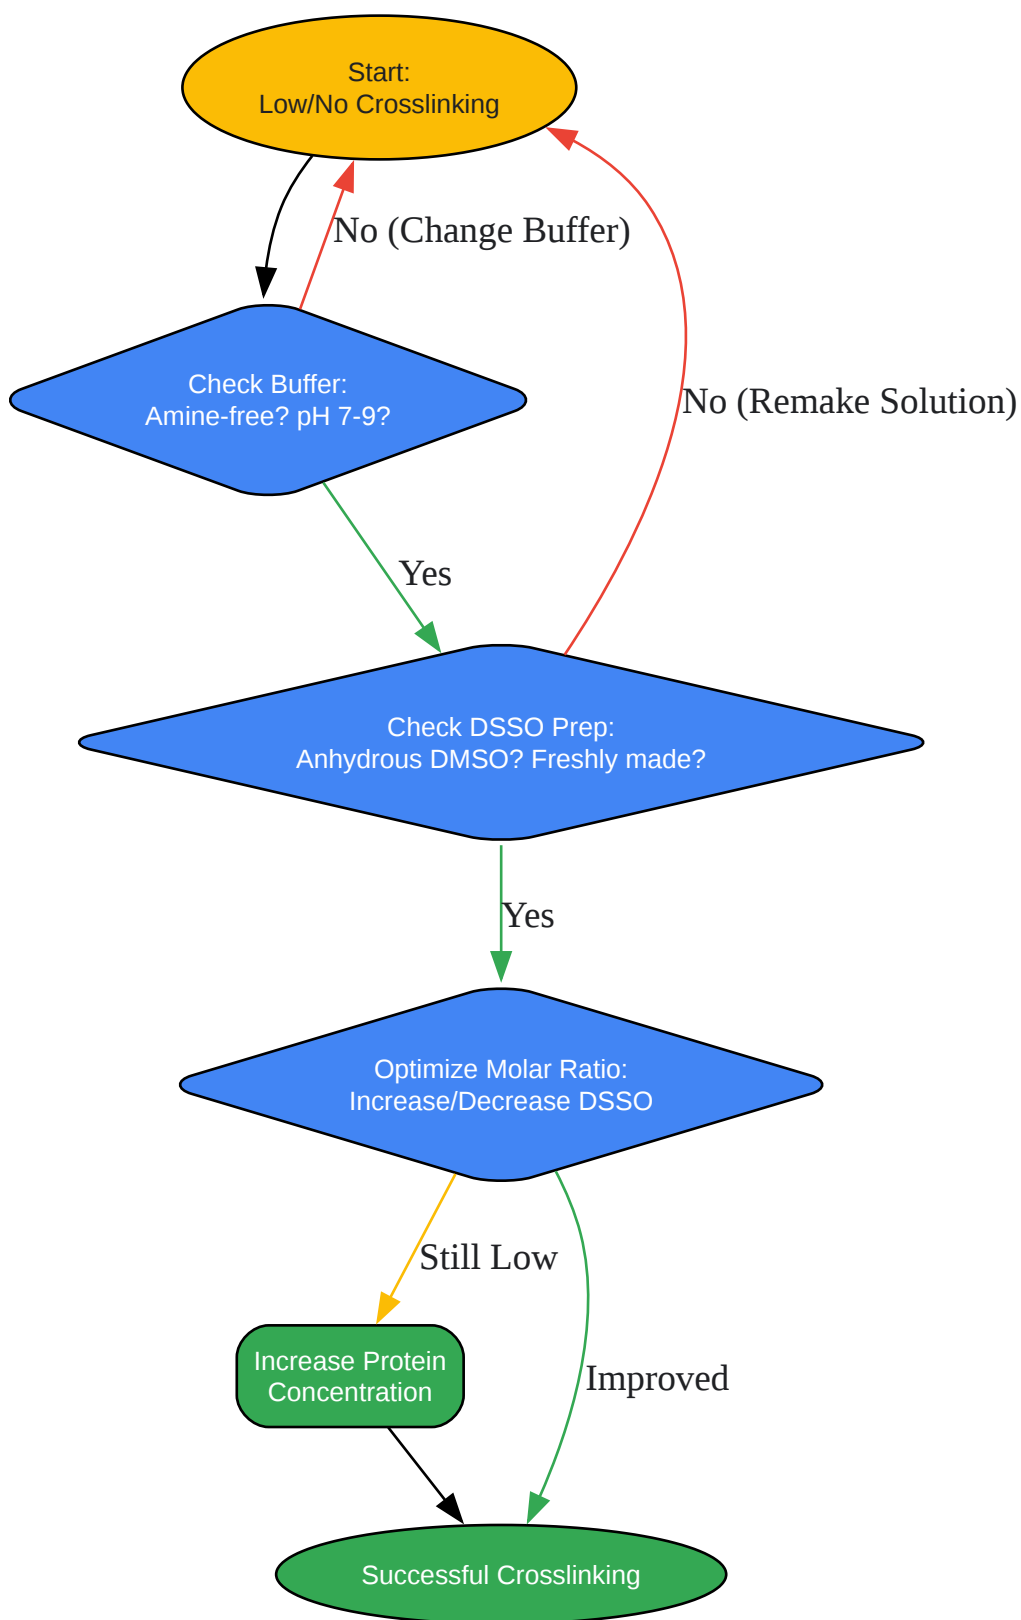 Start:
Low/No Crosslinking
No (Change Buffer)
Check Buffer:
Amine-free? pH 7-9?
No (Remake Solution)
Yes
Check DSSO Prep:
Anhydrous DMSO? Freshly made?
Yes
Optimize Molar Ratio:
Increase/Decrease DSSO
Still Low
Increase Protein
Concentration
Improved
Successful Crosslinking